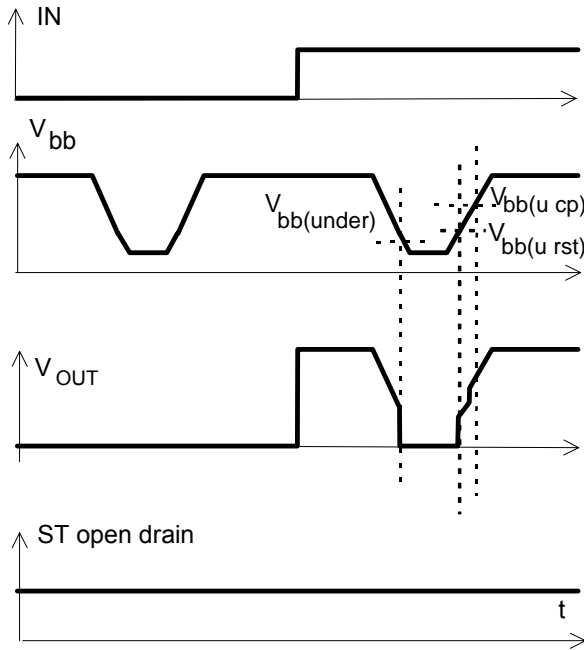 IN
V bb
V bb(under)
V bb(u cp)
V bb(u rst)
V OUT
ST open drain
t